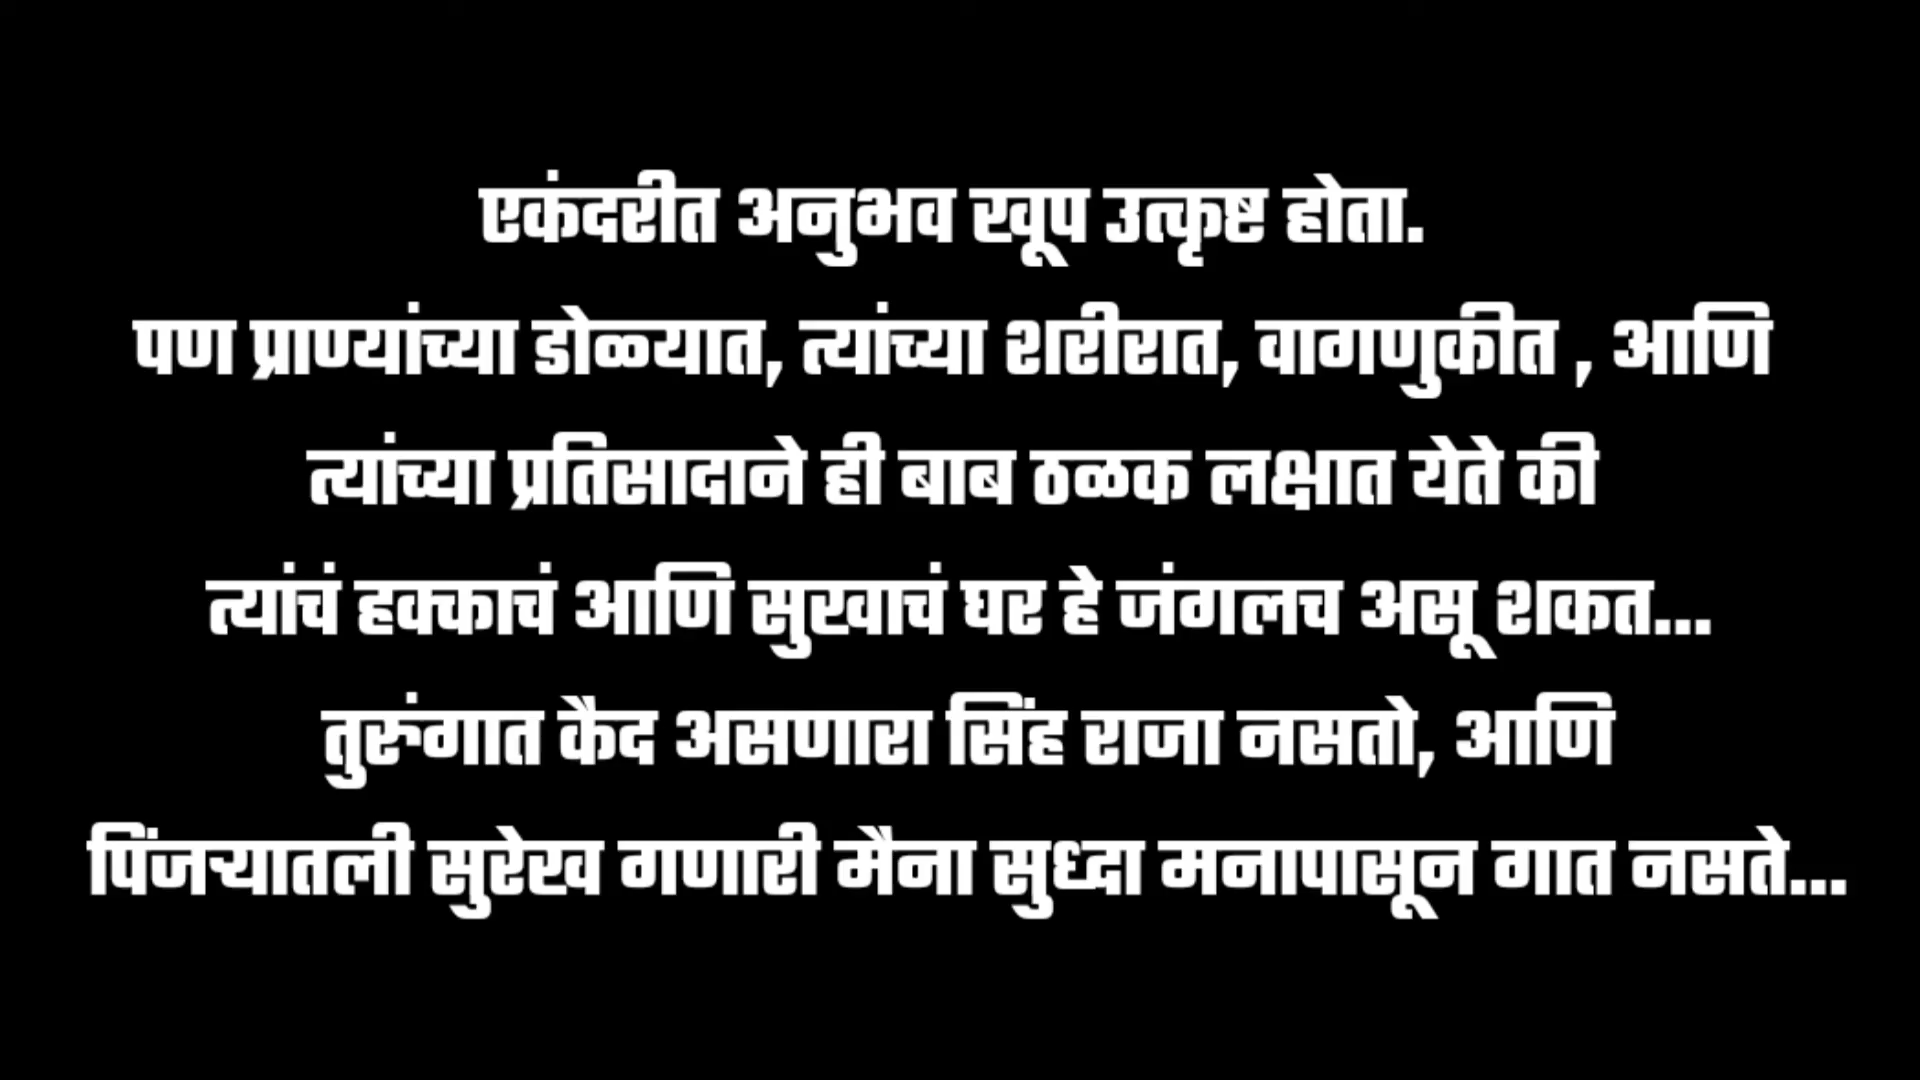 एकंदरीत अनुभव खूप उत्कृष्ट होता.
पण प्राण्यांच्या डोळ्यात, त्यांच्या शरीरात, वागणुकीत , आणि
त्यांच्या प्रतिसादाने ही बाब ठळक लक्षात येते की
त्यांचं हक्काचं आणि सुखाचं घर हे जंगलच असू शकत...
तुरुंगात कैद असणारा सिंह राजा नसतो, आणि
पिंजऱ्यातली सुरेख गणारी मैना सुध्दा मनापासून गात नसते...